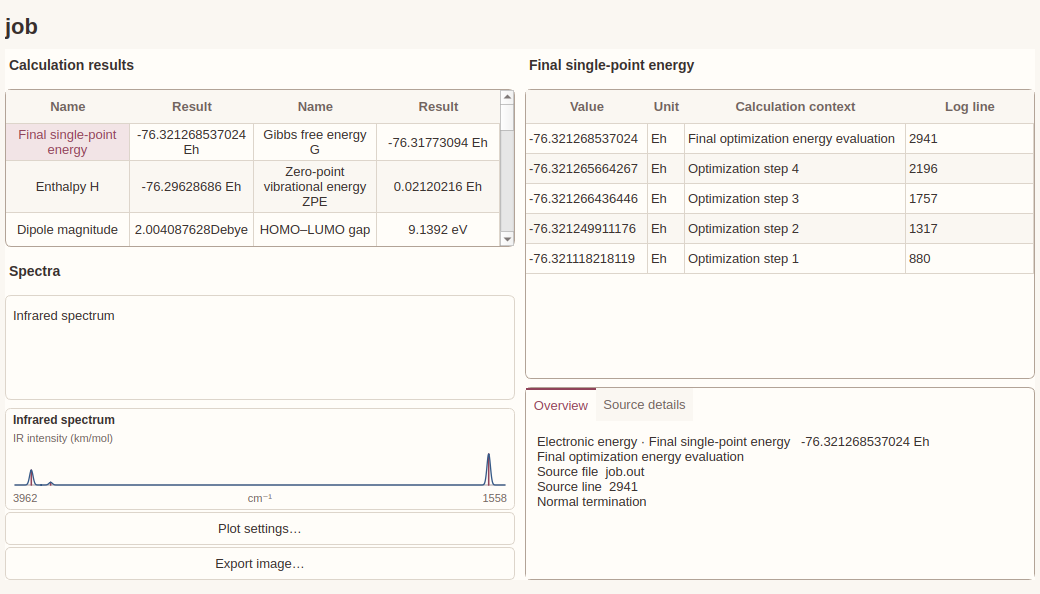 job
Calculation results
Name Result Name Result
Final single-point energy -76.321268537024 Eh Gibbs free energy G -76.31773094 Eh
Enthalpy H -76.29628686 Eh Zero-point vibrational energy ZPE 0.02120216 Eh
Dipole magnitude 2.004087628Debye HOMO–LUMO gap 9.1392 eV
Spectra
Infrared spectrum
Infrared spectrum
IR intensity (km/mol)
3962 cm⁻¹ 1558
Plot settings…
Export image…
Final single-point energy
Value Unit Calculation context Log line
-76.321268537024 Eh Final optimization energy evaluation 2941
-76.321265664267 Eh Optimization step 4 2196
-76.321266436446 Eh Optimization step 3 1757
-76.321249911176 Eh Optimization step 2 1317
-76.321118218119 Eh Optimization step 1 880
Overview Source details
Electronic energy · Final single-point energy -76.321268537024 Eh
Final optimization energy evaluation
Source file job.out
Source line 2941
Normal termination